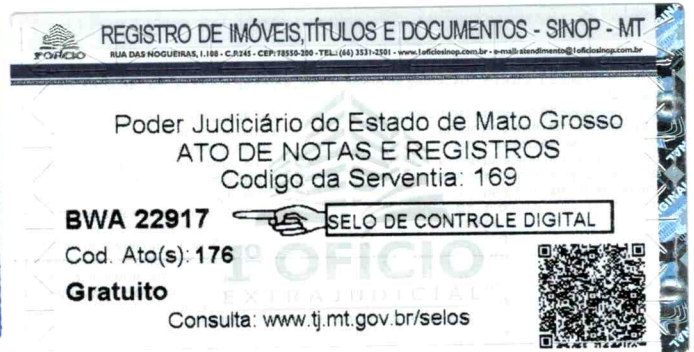 REGISTRO DE IMÓVEIS,TÍTULOS E DOCUMENTOS - SINOP - MT
1º OFÍCIO
RUA DAS NOGUEIRAS, 1.108 - C.P.245 - CEP: 78550-200 - TEL.: (66) 3531-2501 - www.1oficiosinop.com.br - e-mail: atendimento@1oficiosinop.com.br
Poder Judiciário do Estado de Mato Grosso
ATO DE NOTAS E REGISTROS
Codigo da Serventia: 169
BWA 22917 SELO DE CONTROLE DIGITAL
Cod. Ato(s): 176
1º OFÍCIO
Gratuito
EXTRAJUDICIAL
Consulta: www.tj.mt.gov.br/selos